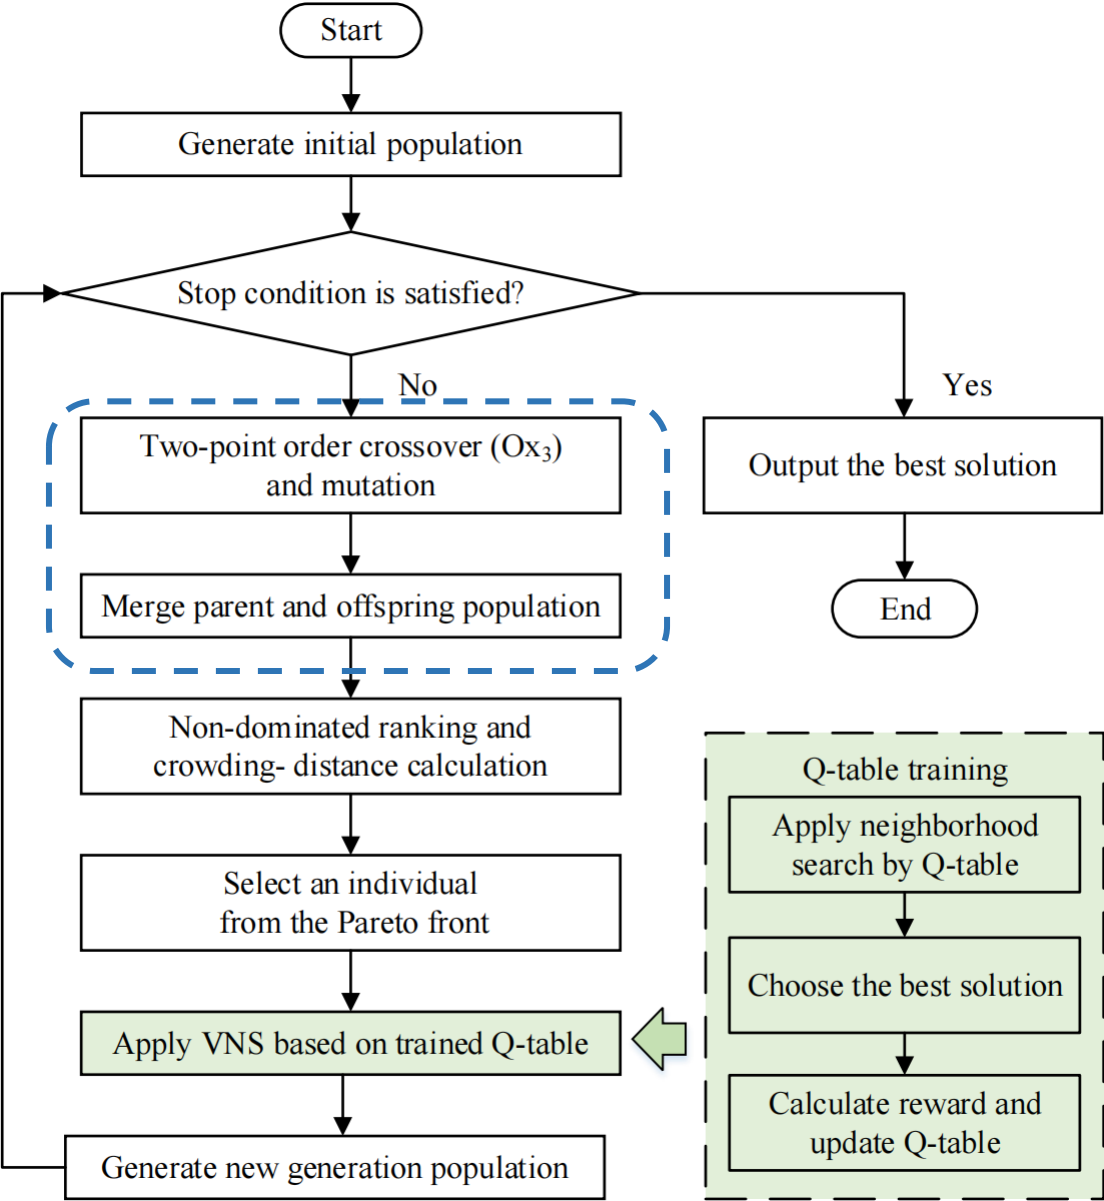 Start
Generate initial population
Stop condition is satisfied?
No
Yes
Two-point order crossover (Ox₃)
and mutation
Output the best solution
Merge parent and offspring population
End
Non-dominated ranking and
crowding- distance calculation
Select an individual
from the Pareto front
Apply VNS based on trained Q-table
Generate new generation population
Q-table training
Apply neighborhood
search by Q-table
Choose the best solution
Calculate reward and
update Q-table